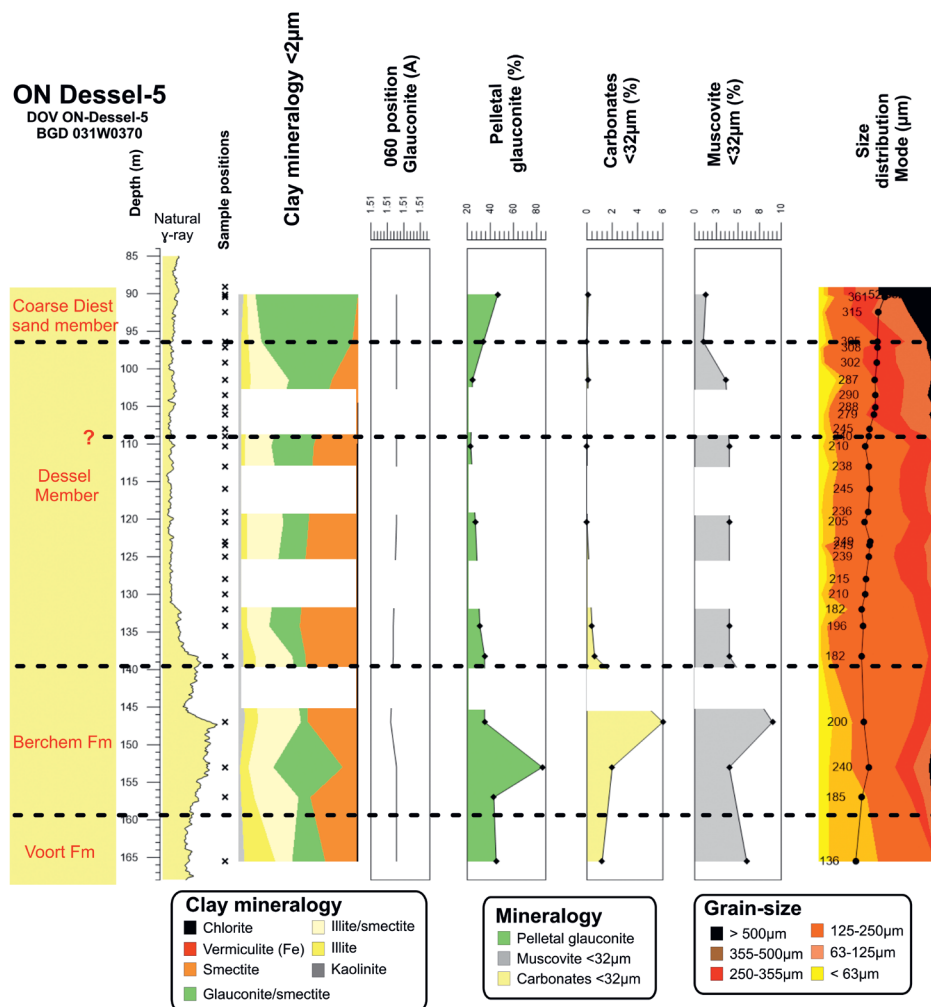 ON Dessel-5
DOV ON-Dessel-5
BGD 031W0370
Depth (m)
Natural
γ-ray
Sample positions
Clay mineralogy <2µm
060 position
Glauconite (A)
Pelletal
glauconite (%)
Carbonates
<32µm (%)
Muscovite
<32µm (%)
Size
distribution
Mode (µm)
1.51 1.51 1.51 1.51
20 40 60 80
0 2 4 6
0 3 6 10
85
90
95
100
105
110
115
120
125
130
135
140
145
150
155
160
165
Coarse Diest
sand member
?
Dessel
Member
Berchem Fm
Voort Fm
361
315
308
302
287
290
288
279
245
210
238
245
236
205
245
239
215
210
182
196
182
200
240
185
136
Clay mineralogy
Chlorite
Vermiculite (Fe)
Smectite
Glauconite/smectite
Illite/smectite
Illite
Kaolinite
Mineralogy
Pelletal glauconite
Muscovite <32µm
Carbonates <32µm
Grain-size
> 500µm
355-500µm
250-355µm
125-250µm
63-125µm
< 63µm